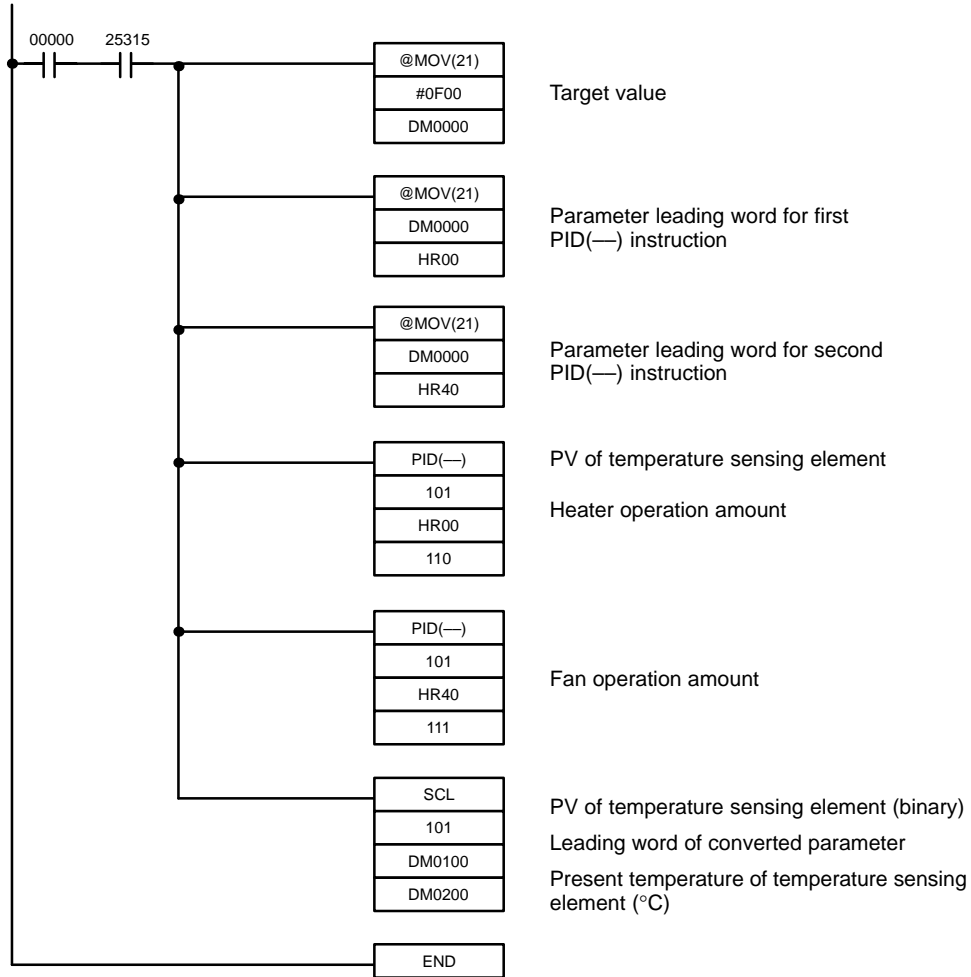 00000 25315
@MOV(21)
#0F00
DM0000
Target value
@MOV(21)
DM0000
HR00
Parameter leading word for first
PID(––) instruction
@MOV(21)
DM0000
HR40
Parameter leading word for second
PID(––) instruction
PID(––)
101
HR00
110
PV of temperature sensing element
Heater operation amount
PID(––)
101
HR40
111
Fan operation amount
SCL
101
DM0100
DM0200
PV of temperature sensing element (binary)
Leading word of converted parameter
Present temperature of temperature sensing
element (°C)
END